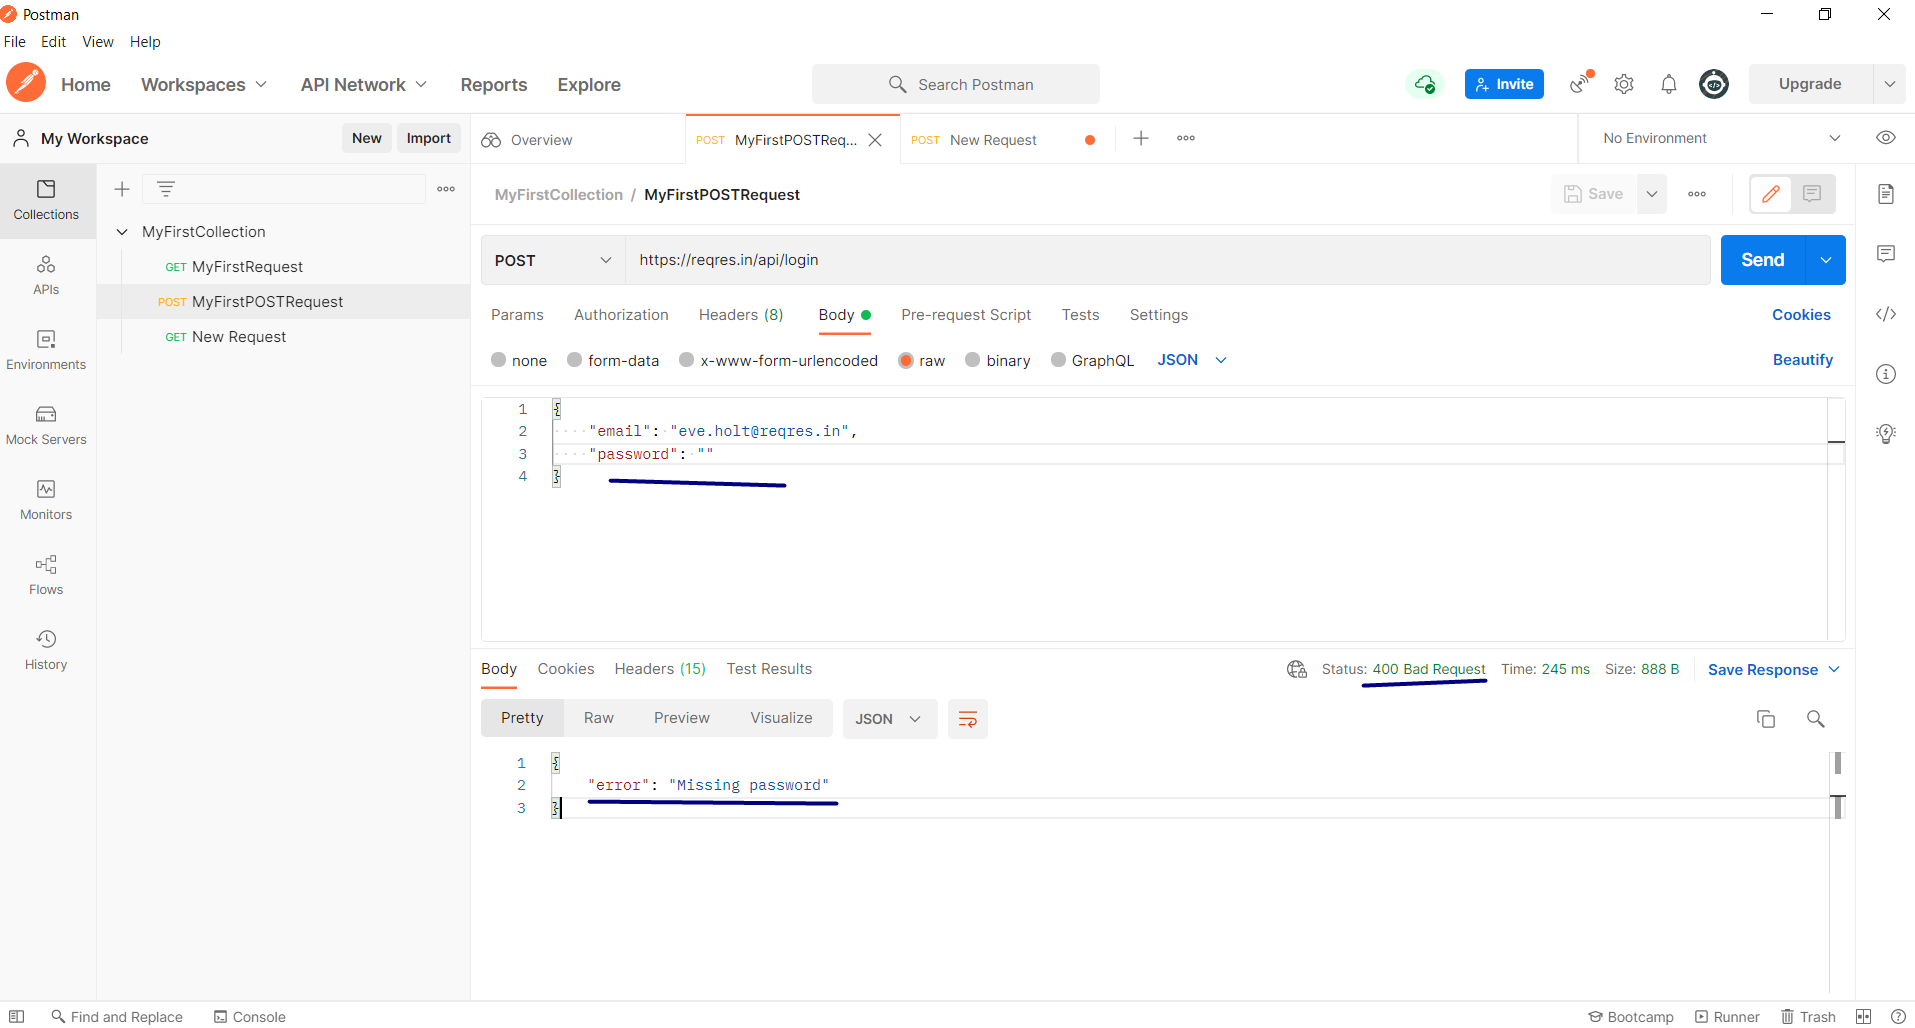 Postman
File Edit View Help
Home Workspaces API Network Reports Explore Search Postman Invite Upgrade
My Workspace New Import Overview POST MyFirstPOSTReq... POST New Request No Environment
Collections
APIs
Environments
Mock Servers
Monitors
Flows
History
MyFirstCollection
GET MyFirstRequest
POST MyFirstPOSTRequest
GET New Request
MyFirstCollection / MyFirstPOSTRequest Save
POST https://reqres.in/api/login Send
Params Authorization Headers (8) Body Pre-request Script Tests Settings Cookies
none form-data x-www-form-urlencoded raw binary GraphQL JSON Beautify
1 {
2 "email": "eve.holt@reqres.in",
3 "password": ""
4 }
Body Cookies Headers (15) Test Results Status: 400 Bad Request Time: 245 ms Size: 888 B Save Response
Pretty Raw Preview Visualize JSON
1 {
2 "error": "Missing password"
3 }
Find and Replace Console Bootcamp Runner Trash